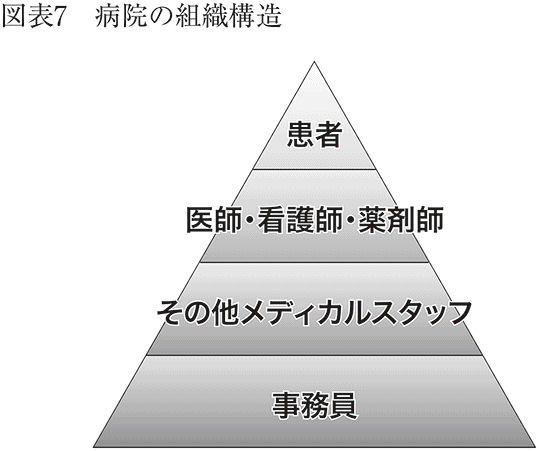 図表7　病院の組織構造
患者
医師・看護師・薬剤師
その他メディカルスタッフ
事務員